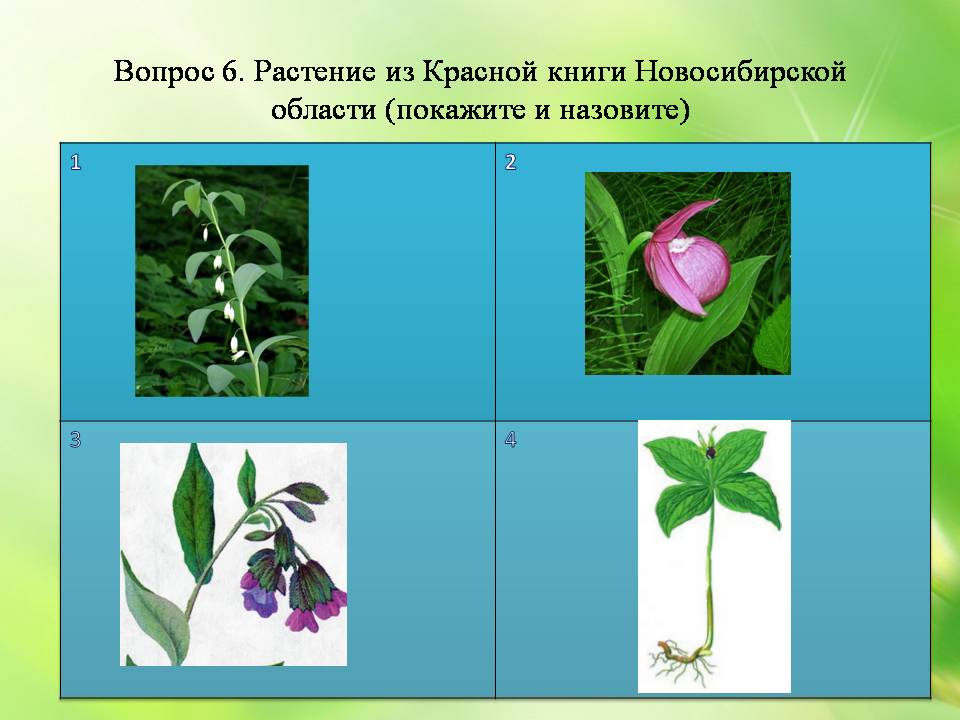 Вопрос 6. Растение из Красной книги Новосибирской
области (покажите и назовите)
1
2
3
4